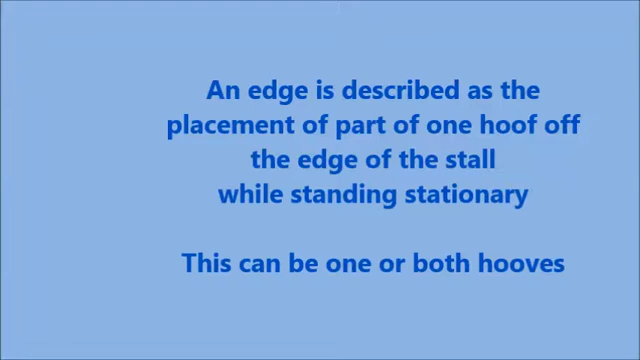 An edge is described as the
placement of part of one hoof off
the edge of the stall
while standing stationary
This can be one or both hooves